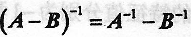 (A − B)⁻¹ = A⁻¹ − B⁻¹